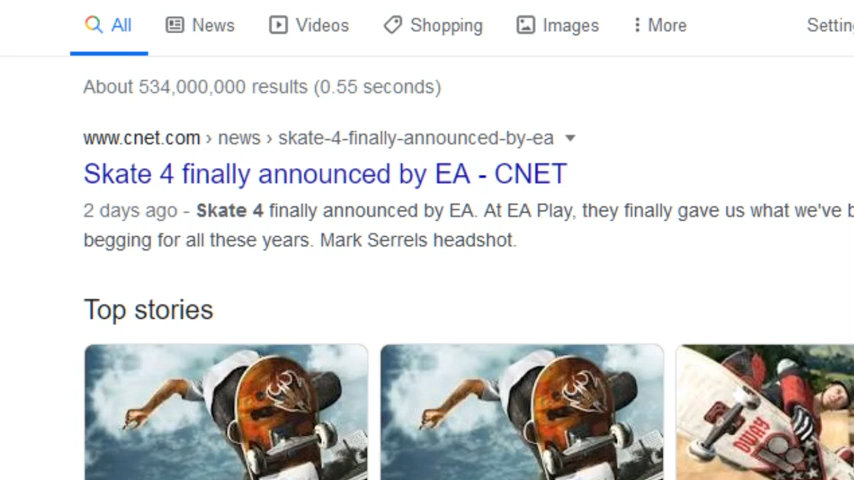 All News Videos Shopping Images More
About 534,000,000 results (0.55 seconds)
www.cnet.com › news › skate-4-finally-announced-by-ea
Skate 4 finally announced by EA - CNET
2 days ago - Skate 4 finally announced by EA. At EA Play, they finally gave us what we've
begging for all these years. Mark Serrels headshot.
Top stories
DWAY